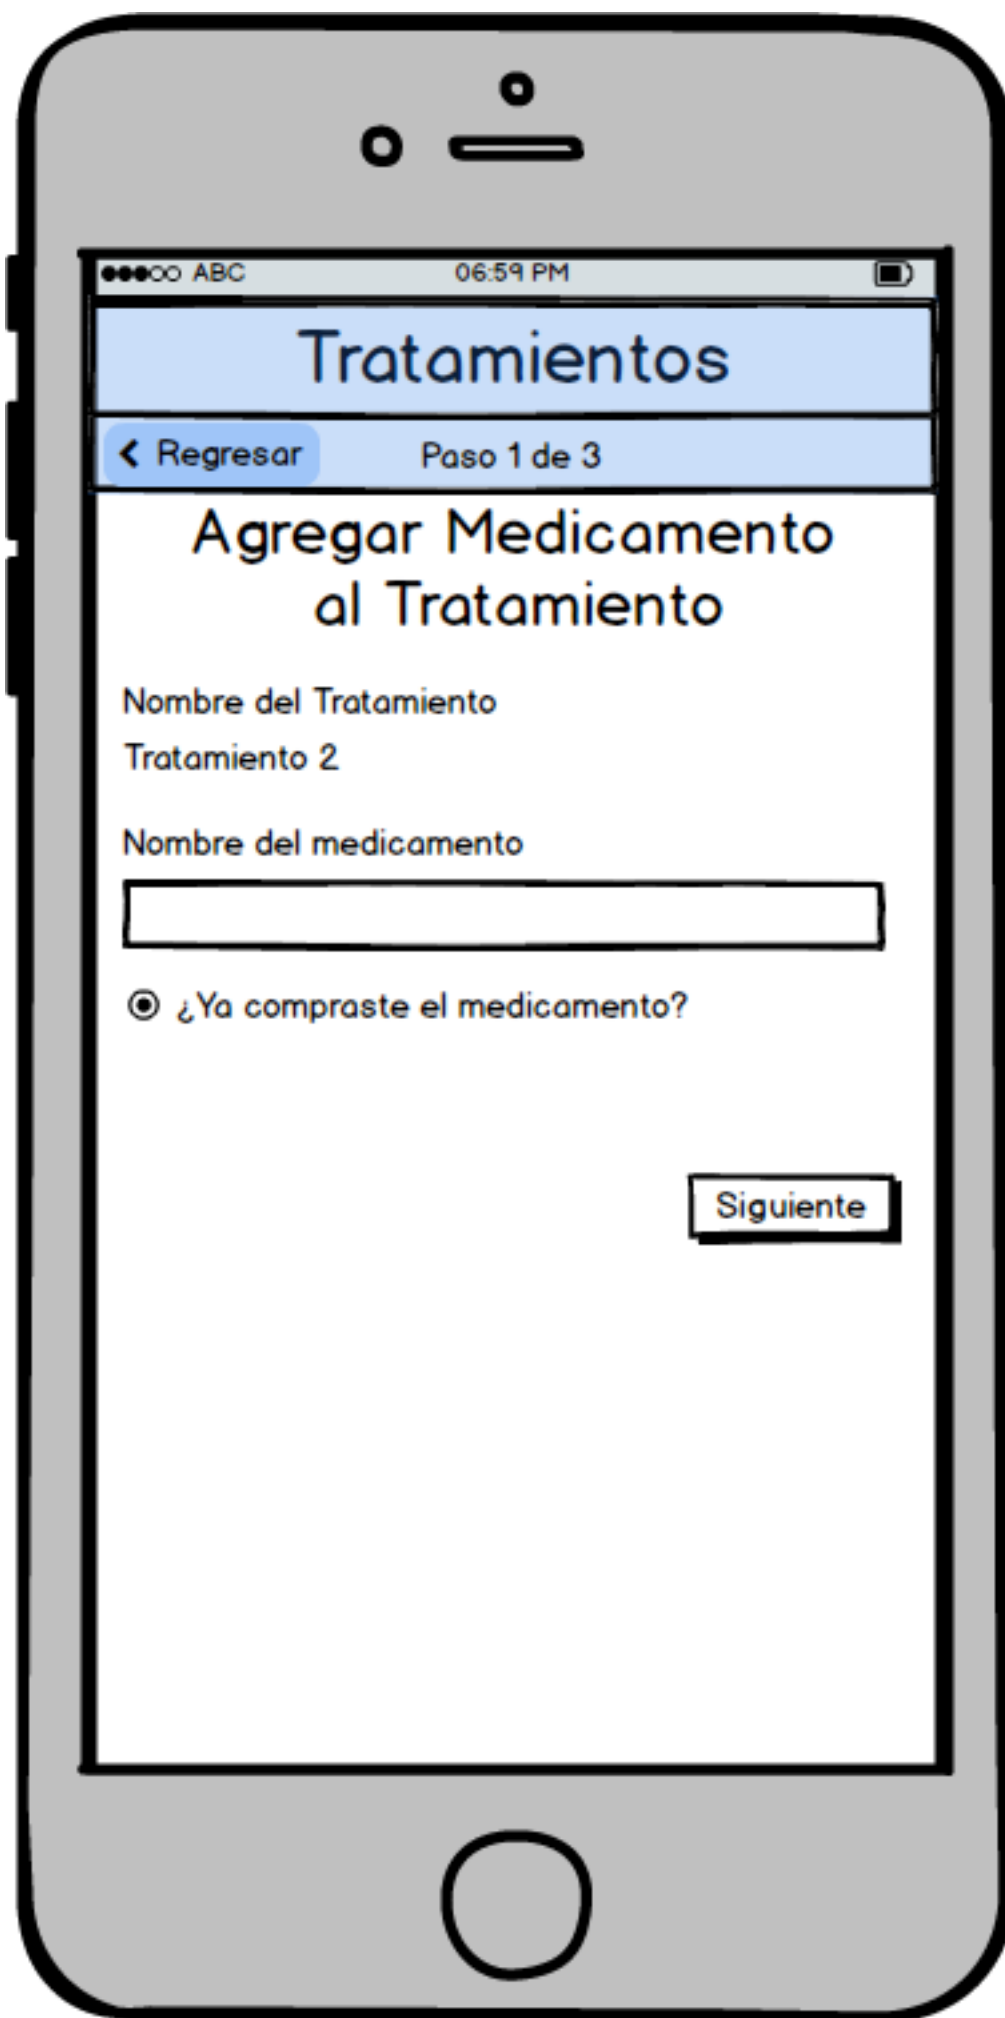 ABC 06:59 PM
Tratamientos
Regresar Paso 1 de 3
Agregar Medicamento
al Tratamiento
Nombre del Tratamiento
Tratamiento 2
Nombre del medicamento
¿Ya compraste el medicamento?
Siguiente